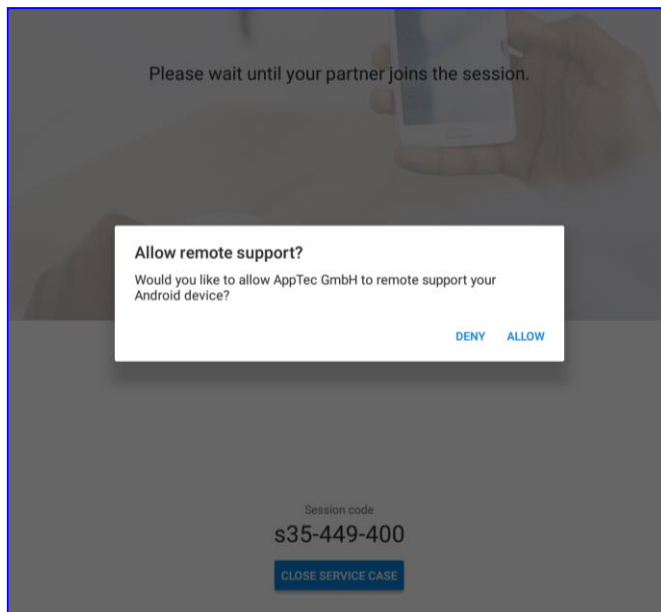 Please wait until your partner joins the session.
Allow remote support?
Would you like to allow AppTec GmbH to remote support your
Android device?
DENY ALLOW
Session code
s35-449-400
CLOSE SERVICE CASE